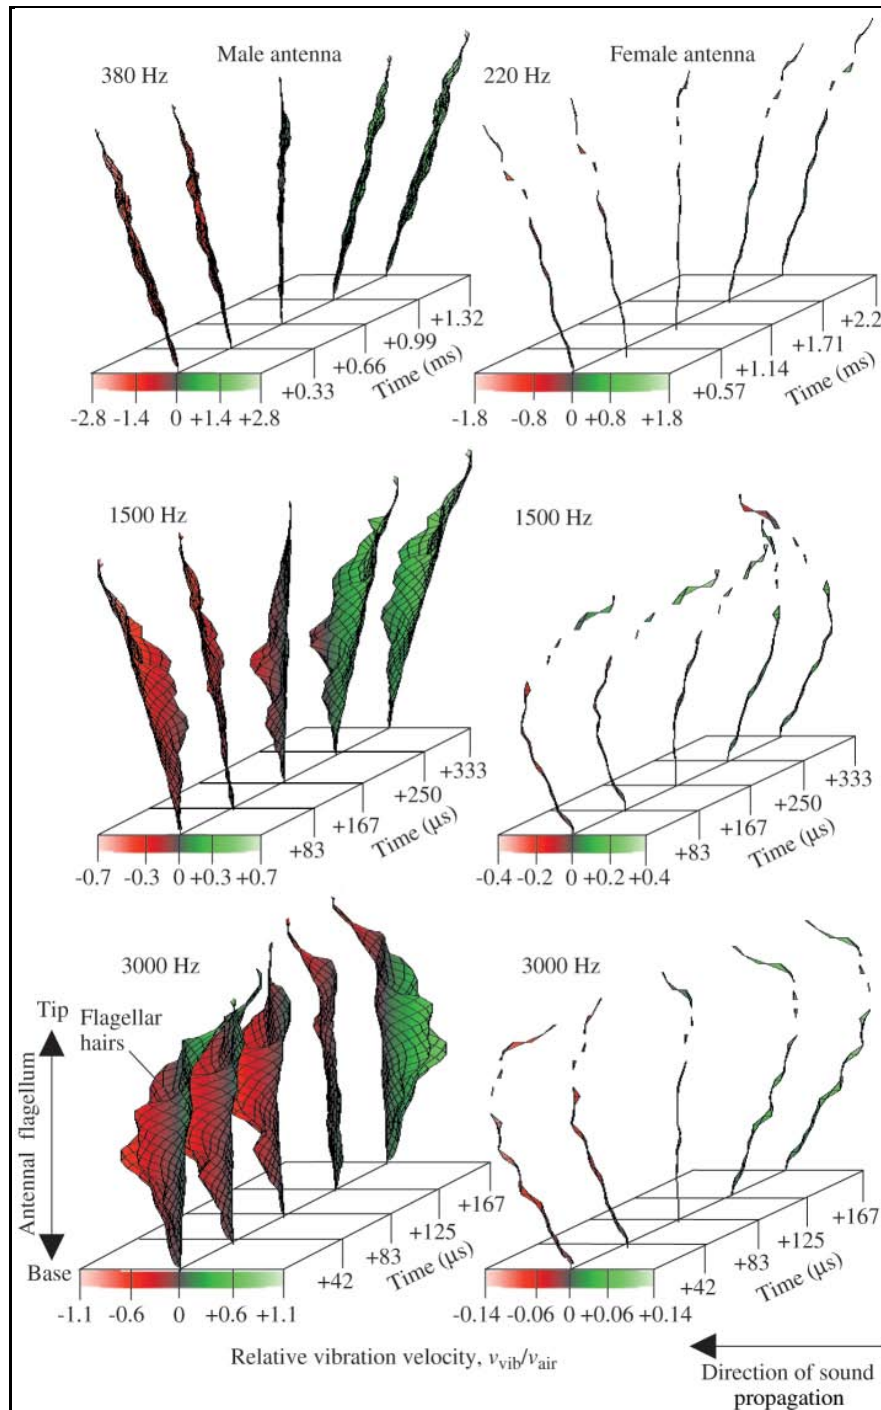 Male antenna
380 Hz
+1.32
+0.99
+0.66
+0.33
Time (ms)
-2.8 -1.4 0 +1.4 +2.8
Female antenna
220 Hz
+2.2
+1.71
+1.14
+0.57
Time (ms)
-1.8 -0.8 0 +0.8 +1.8
1500 Hz
+333
+250
+167
+83
Time (µs)
-0.7 -0.3 0 +0.3 +0.7
1500 Hz
+333
+250
+167
+83
Time (µs)
-0.4 -0.2 0 +0.2 +0.4
3000 Hz
Tip
Flagellar
hairs
Antennal flagellum
Base
+167
+125
+83
+42
Time (µs)
-1.1 -0.6 0 +0.6 +1.1
3000 Hz
+167
+125
+83
+42
Time (µs)
-0.14 -0.06 0 +0.06 +0.14
Relative vibration velocity, vvib/vair
Direction of sound
propagation